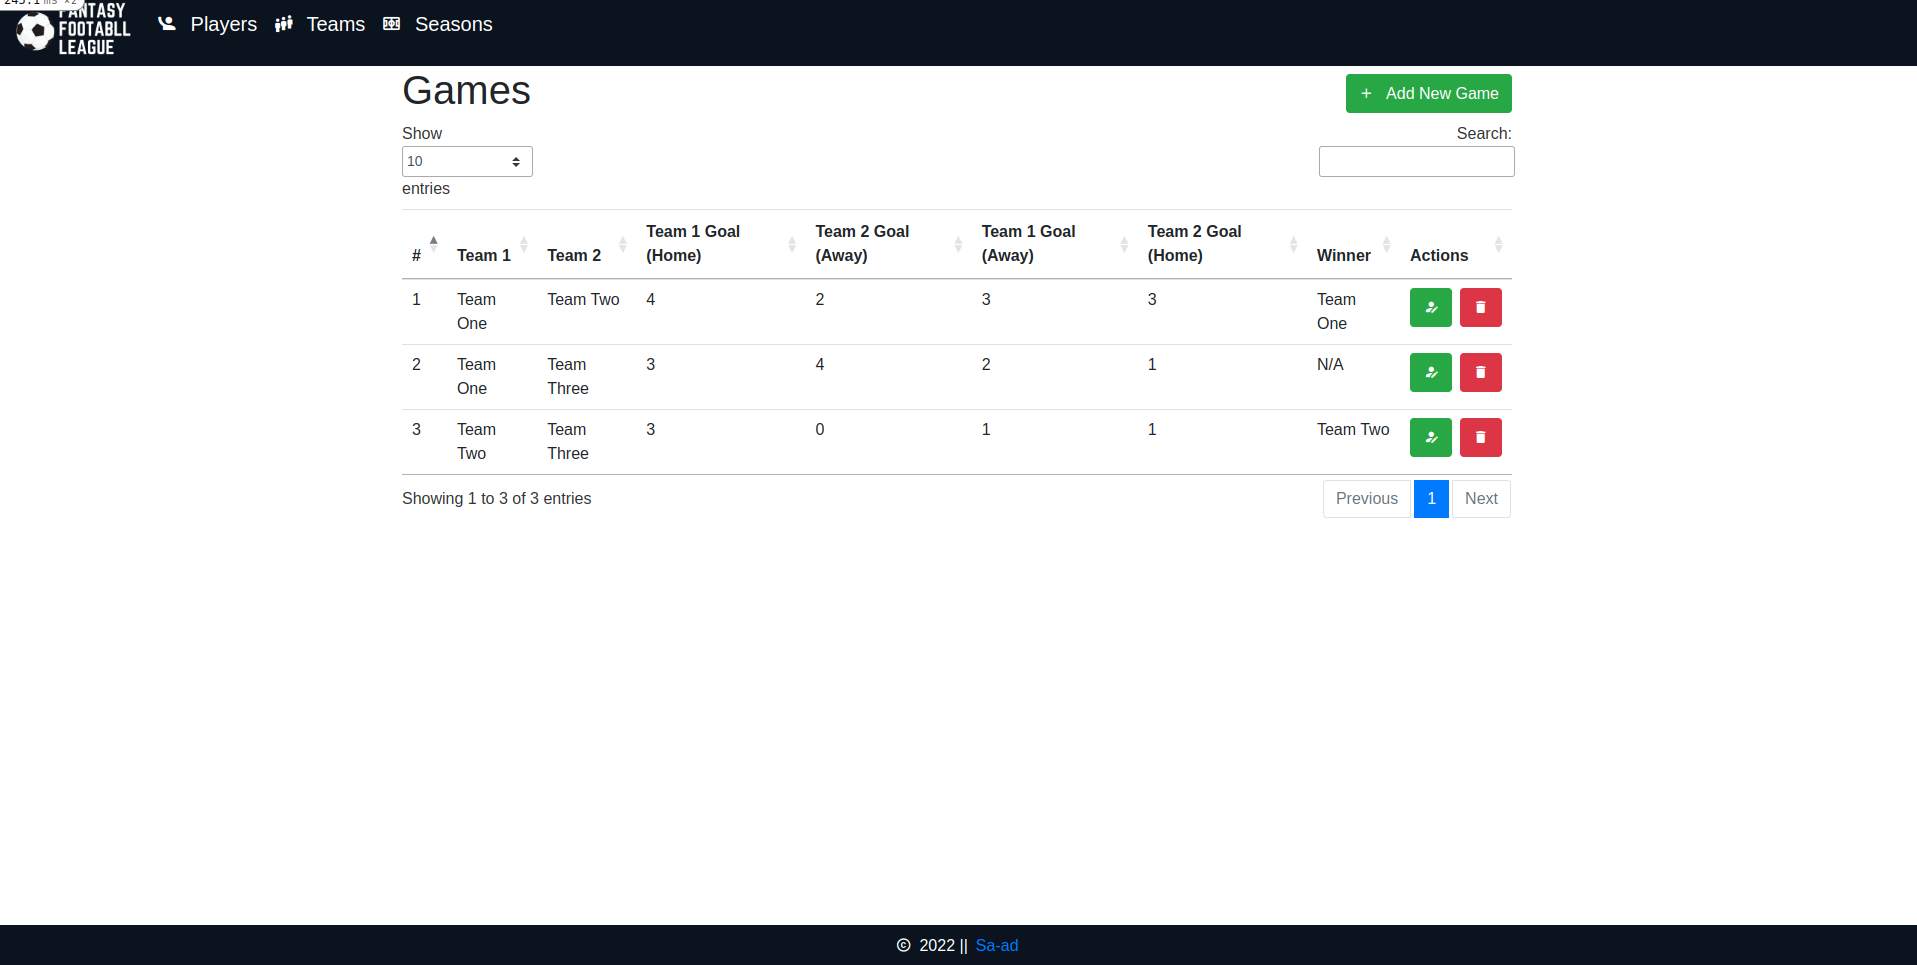 245.1 ms ×2
FANTASY
FOOTABLL
LEAGUE
Players Teams Seasons
Games
+ Add New Game
Show
Search:
10
entries
# Team 1 Team 2 Team 1 Goal (Home) Team 2 Goal (Away) Team 1 Goal (Away) Team 2 Goal (Home) Winner Actions
1 Team One Team Two 4 2 3 3 Team One
2 Team One Team Three 3 4 2 1 N/A
3 Team Two Team Three 3 0 1 1 Team Two
Showing 1 to 3 of 3 entries
Previous 1 Next
© 2022 || Sa-ad